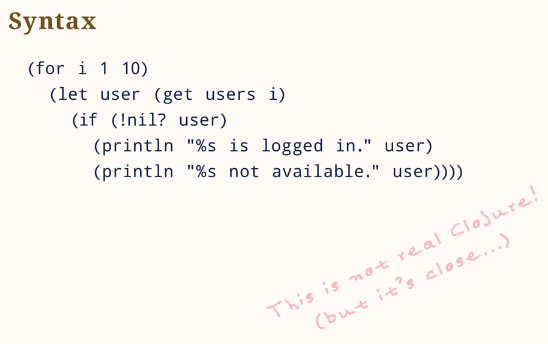 Syntax
(for i 1 10)
(let user (get users i)
(if (!nil? user)
(println "%s is logged in." user)
(println "%s not available." user))))
This is not real Clojure!
(but it's close...)